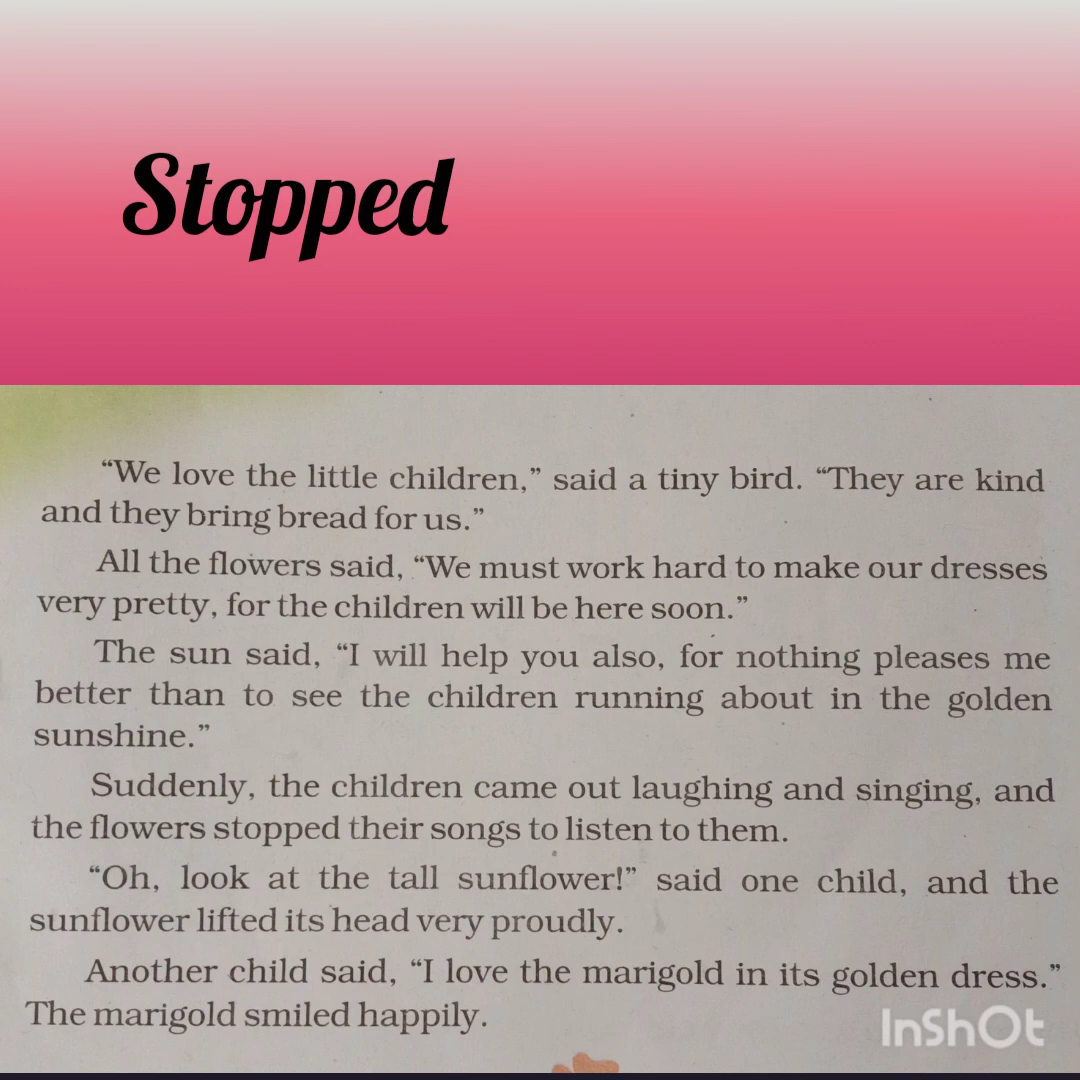 Stopped
“We love the little children,” said a tiny bird. “They are kind
and they bring bread for us.”
All the flowers said, “We must work hard to make our dresses
very pretty, for the children will be here soon.”
The sun said, “I will help you also, for nothing pleases me
better than to see the children running about in the golden
sunshine.”
Suddenly, the children came out laughing and singing, and
the flowers stopped their songs to listen to them.
“Oh, look at the tall sunflower!” said one child, and the
sunflower lifted its head very proudly.
Another child said, “I love the marigold in its golden dress.”
The marigold smiled happily.
InShOt